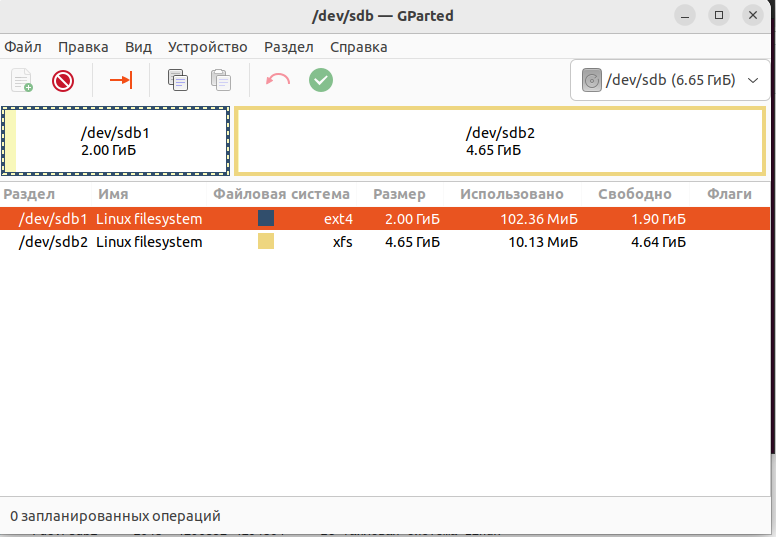 /dev/sdb — GParted
Файл Правка Вид Устройство Раздел Справка
/dev/sdb (6.65 ГиБ)
/dev/sdb1
2.00 ГиБ
/dev/sdb2
4.65 ГиБ
Раздел Имя Файловая система Размер Использовано Свободно Флаги
/dev/sdb1 Linux filesystem ext4 2.00 ГиБ 102.36 МиБ 1.90 ГиБ
/dev/sdb2 Linux filesystem xfs 4.65 ГиБ 10.13 МиБ 4.64 ГиБ
0 запланированных операций